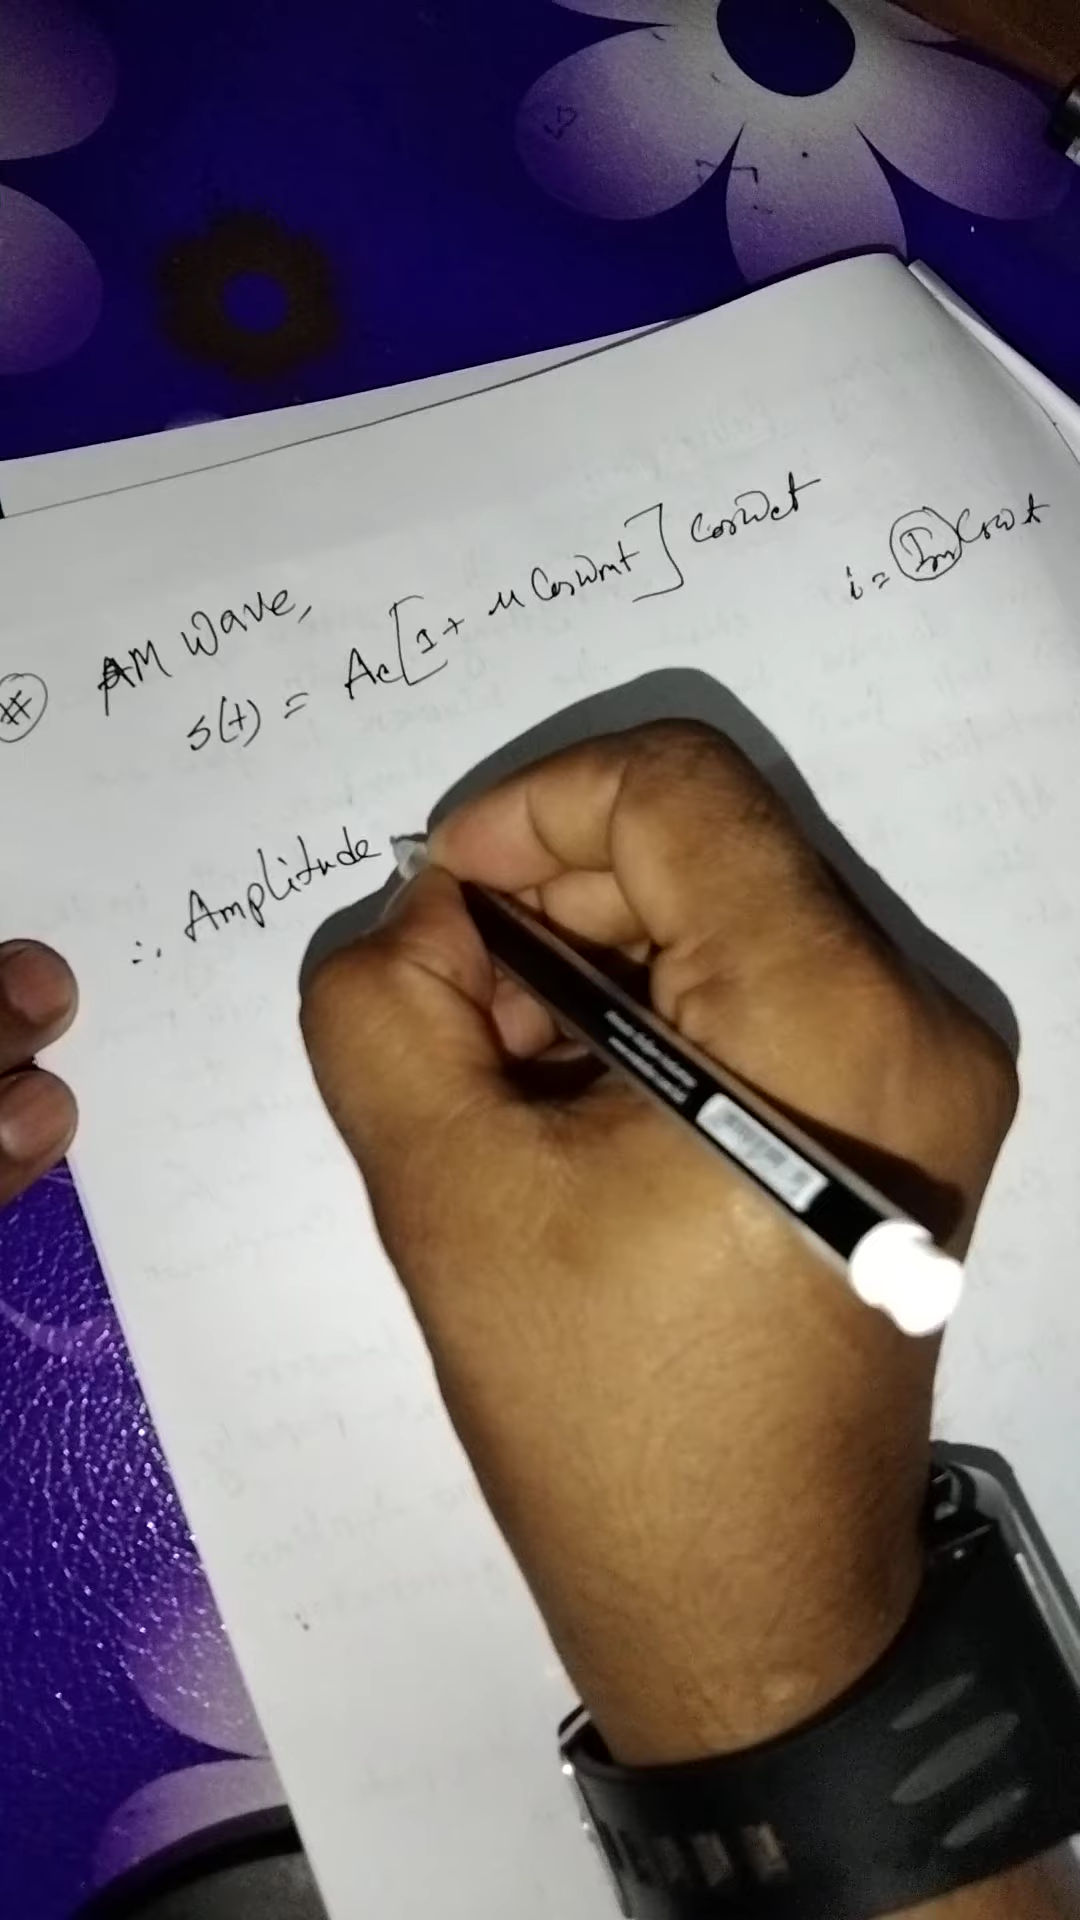 # AM Wave,
s(t) = Ac[1 + μ Cosωmt] Cosωct
i = Im Cosωt
∴ Amplitude